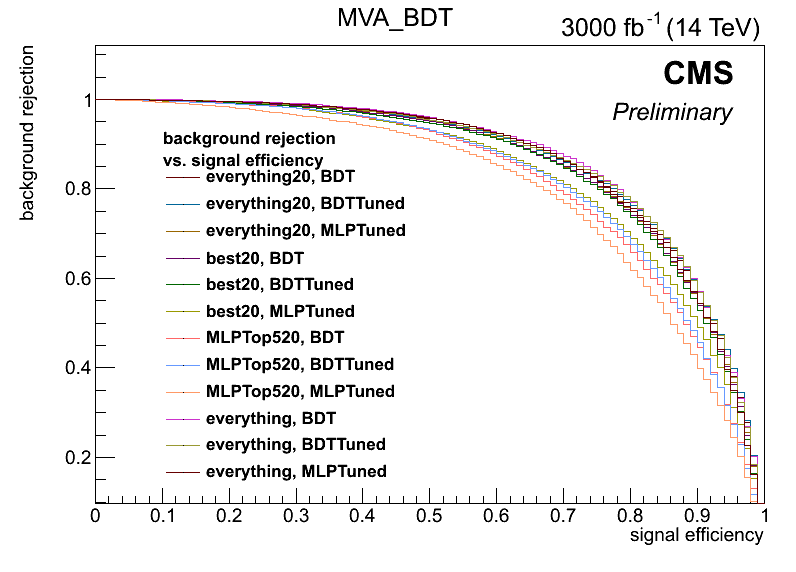 MVA_BDT
3000 fb-1 (14 TeV)
CMS
Preliminary
background rejection
1
0.8
0.6
0.4
0.2
background rejection
vs. signal efficiency
everything20, BDT
everything20, BDTTuned
everything20, MLPTuned
best20, BDT
best20, BDTTuned
best20, MLPTuned
MLPTop520, BDT
MLPTop520, BDTTuned
MLPTop520, MLPTuned
everything, BDT
everything, BDTTuned
everything, MLPTuned
0 0.1 0.2 0.3 0.4 0.5 0.6 0.7 0.8 0.9 1
signal efficiency